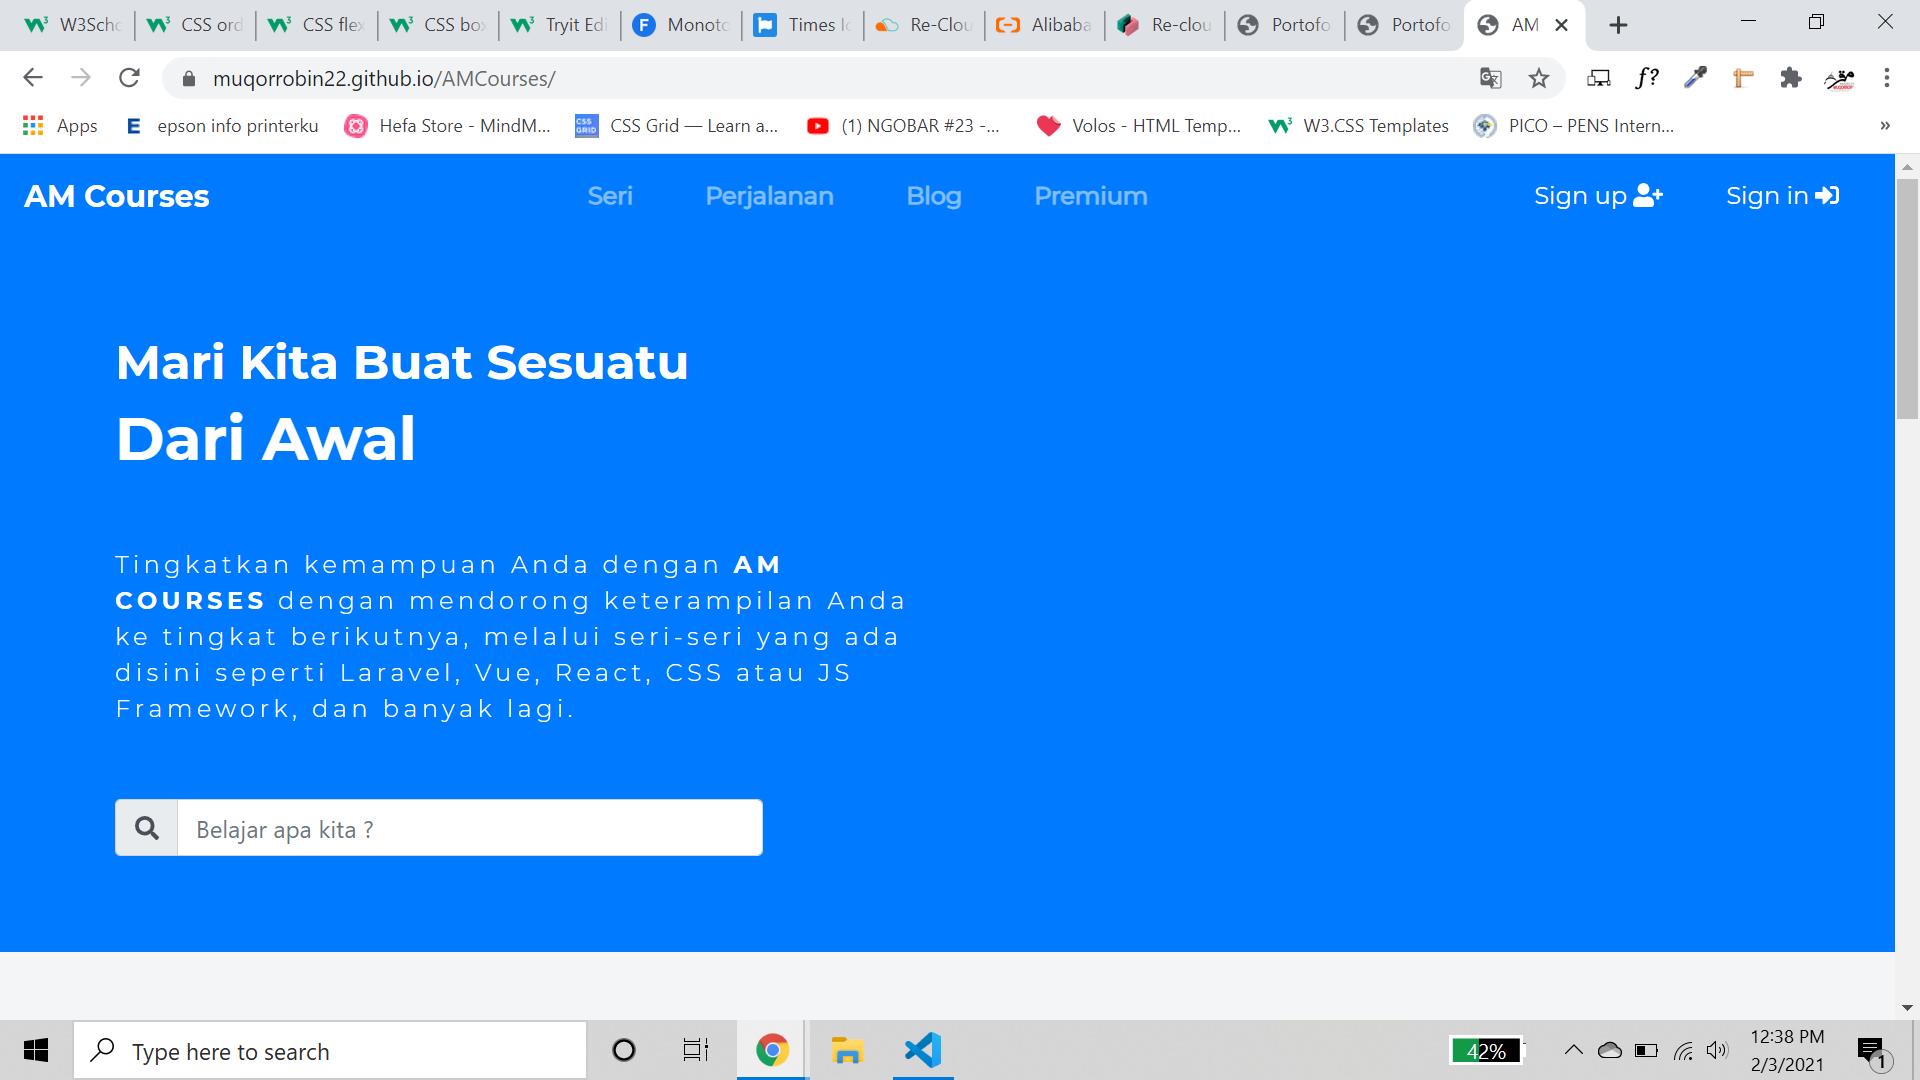 W3Scho
CSS ord
CSS flex
CSS box
Tryit Edi
Monoto
Times Ic
Re-Clou
Alibaba
Re-clou
Portofo
Portofo
AM
muqorrobin22.github.io/AMCourses/
f?
Apps
epson info printerku
Hefa Store - MindM...
CSS Grid — Learn a...
(1) NGOBAR #23 -...
Volos - HTML Temp...
W3.CSS Templates
PICO – PENS Intern...
»
AM Courses
Seri
Perjalanan
Blog
Premium
Sign up
Sign in
Mari Kita Buat Sesuatu
Dari Awal
Tingkatkan kemampuan Anda dengan AM
COURSES dengan mendorong keterampilan Anda
ke tingkat berikutnya, melalui seri-seri yang ada
disini seperti Laravel, Vue, React, CSS atau JS
Framework, dan banyak lagi.
Belajar apa kita ?
Type here to search
42%
12:38 PM
2/3/2021
1